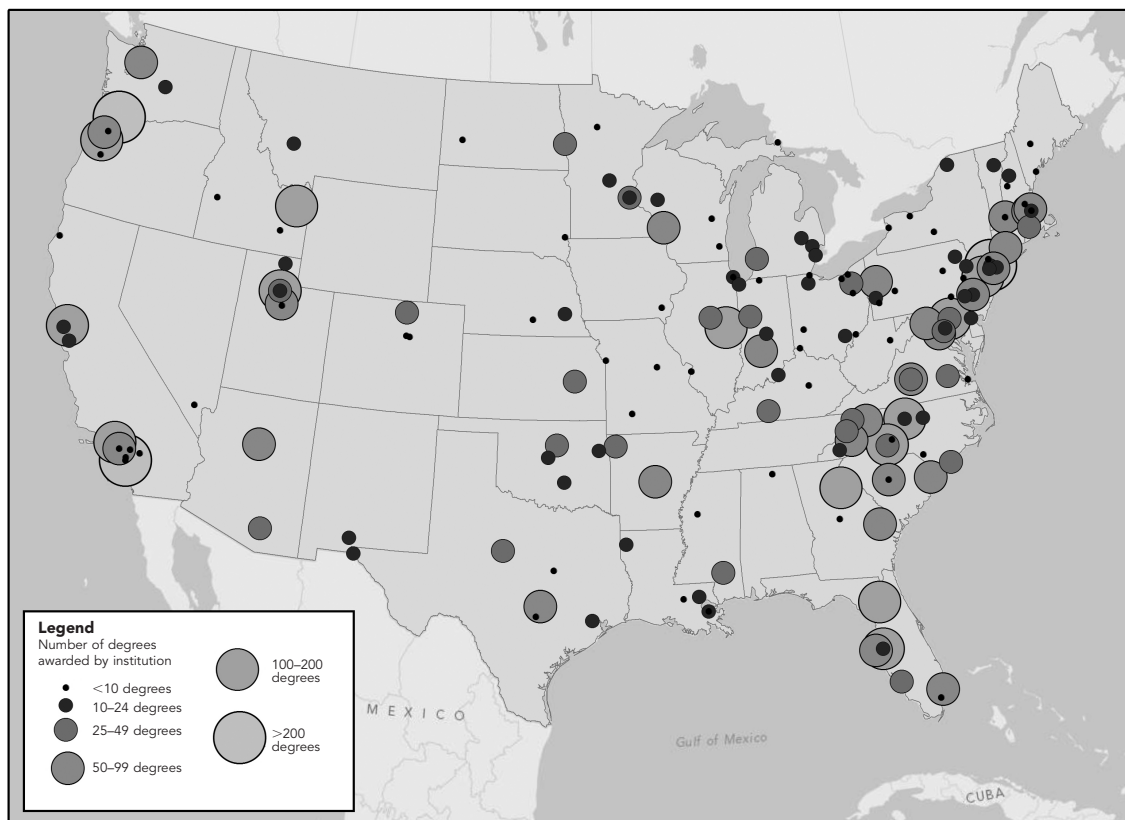 Legend
Number of degrees
awarded by institution
<10 degrees
10–24 degrees
25–49 degrees
50–99 degrees
100–200
degrees
>200
degrees
MEXICO
Gulf of Mexico
CUBA